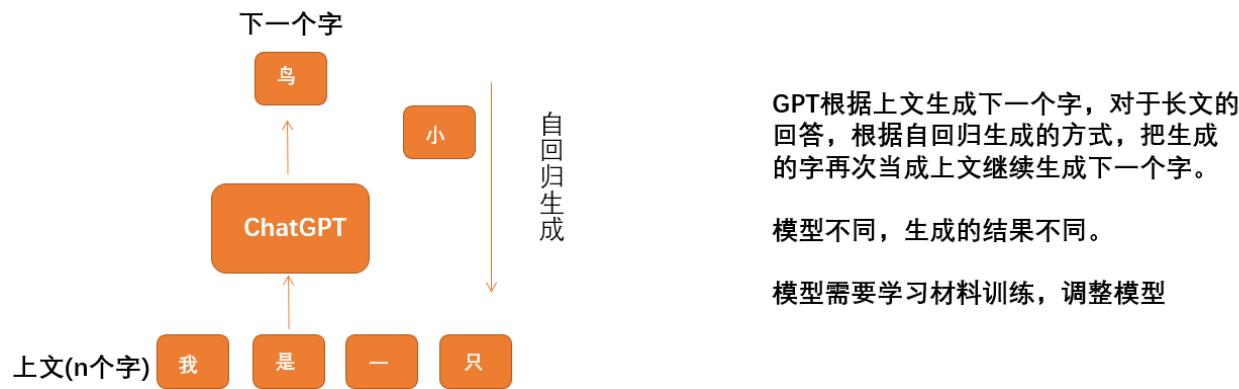 下一个字
鸟
小
自回归生成
ChatGPT
上文(n个字) 我 是 一 只
GPT根据上文生成下一个字，对于长文的
回答，根据自回归生成的方式，把生成
的字再次当成上文继续生成下一个字。
模型不同，生成的结果不同。
模型需要学习材料训练，调整模型